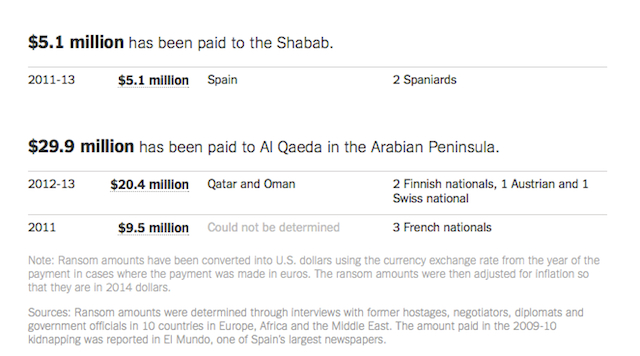 $5.1 million has been paid to the Shabab.
2011-13 $5.1 million Spain 2 Spaniards
$29.9 million has been paid to Al Qaeda in the Arabian Peninsula.
2012-13 $20.4 million Qatar and Oman 2 Finnish nationals, 1 Austrian and 1
Swiss national
2011 $9.5 million Could not be determined 3 French nationals
Note: Ransom amounts have been converted into U.S. dollars using the currency exchange rate from the year of the
payment in cases where the payment was made in euros. The ransom amounts were then adjusted for inflation so
that they are in 2014 dollars.
Sources: Ransom amounts were determined through interviews with former hostages, negotiators, diplomats and
government officials in 10 countries in Europe, Africa and the Middle East. The amount paid in the 2009-10
kidnapping was reported in El Mundo, one of Spain's largest newspapers.